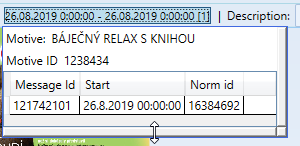 26.08.2019 0:00:00 - 26.08.2019 0:00:00 [1] | Description:
Motive: BÁJEČNÝ RELAX S KNIHOU
Motive ID 1238434
Message Id Start Norm id
121742101 26.8.2019 00:00:00 16384692